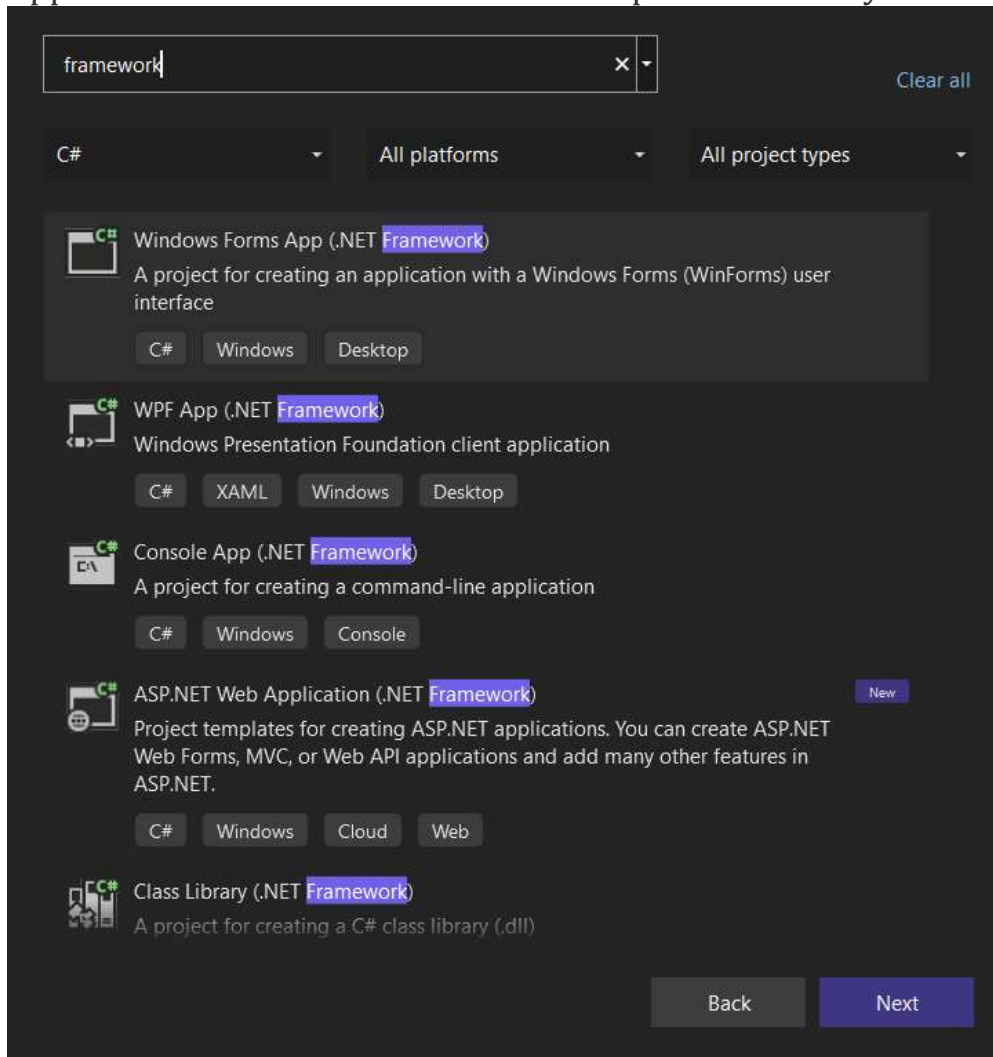 framework
Clear all
C#
All platforms
All project types
Windows Forms App (.NET Framework)
A project for creating an application with a Windows Forms (WinForms) user
interface
C# Windows Desktop
WPF App (.NET Framework)
Windows Presentation Foundation client application
C# XAML Windows Desktop
Console App (.NET Framework)
A project for creating a command-line application
C# Windows Console
ASP.NET Web Application (.NET Framework)
New
Project templates for creating ASP.NET applications. You can create ASP.NET
Web Forms, MVC, or Web API applications and add many other features in
ASP.NET.
C# Windows Cloud Web
Class Library (.NET Framework)
A project for creating a C# class library (.dll)
Back Next